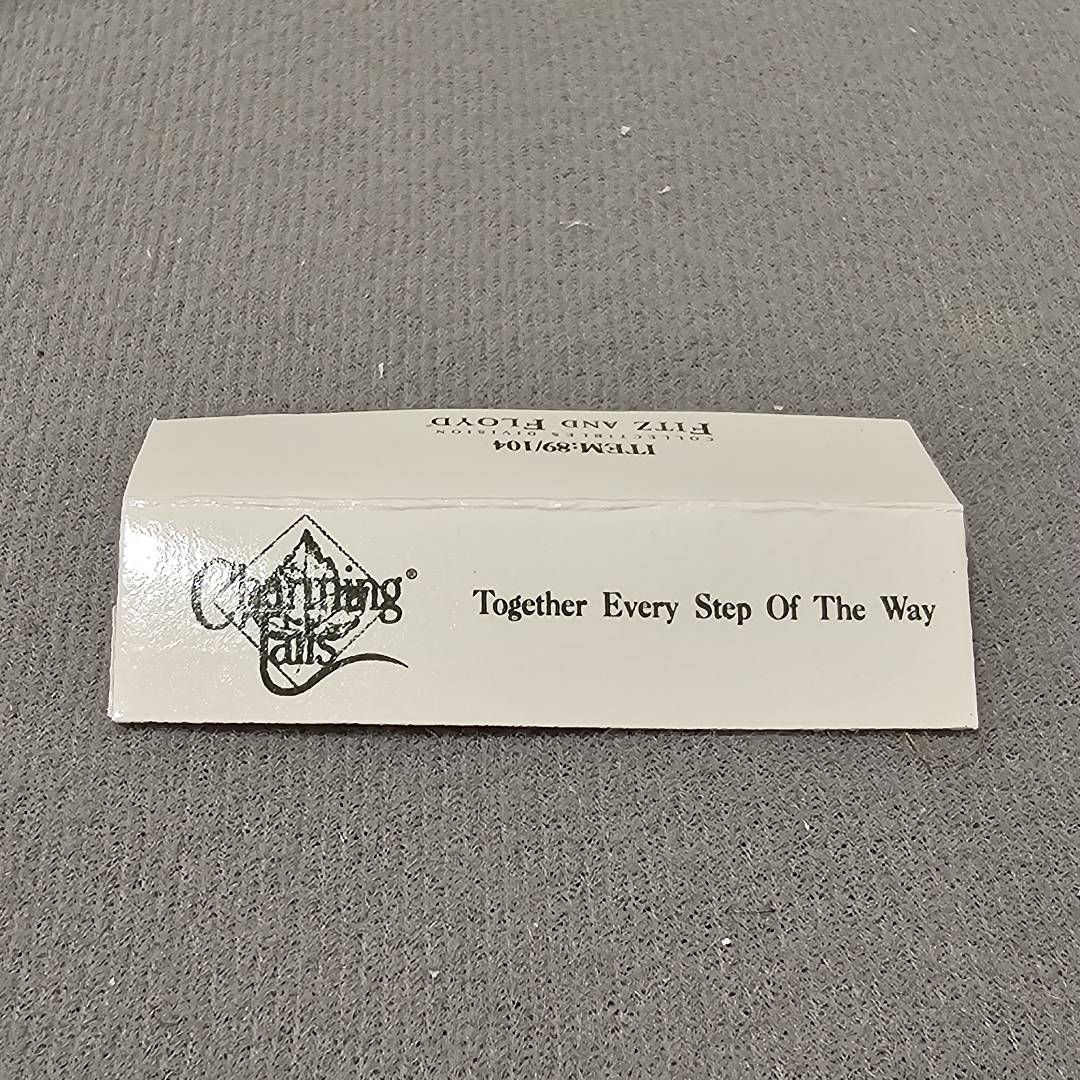 FITZ AND FLOYD
COLLECTIBLES DIVISION
ITEM:89/104
Charming®
Tails
Together Every Step Of The Way